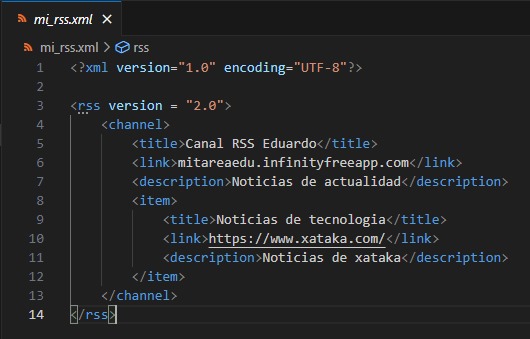 mi_rss.xml ×
mi_rss.xml > rss
1 <?xml version="1.0" encoding="UTF-8"?>
2
3 <rss version = "2.0">
4 <channel>
5 <title>Canal RSS Eduardo</title>
6 <link>mitareaedu.infinityfreeapp.com</link>
7 <description>Noticias de actualidad</description>
8 <item>
9 <title>Noticias de tecnologia</title>
10 <link>https://www.xataka.com/</link>
11 <description>Noticias de xataka</description>
12 </item>
13 </channel>
14 </rss>